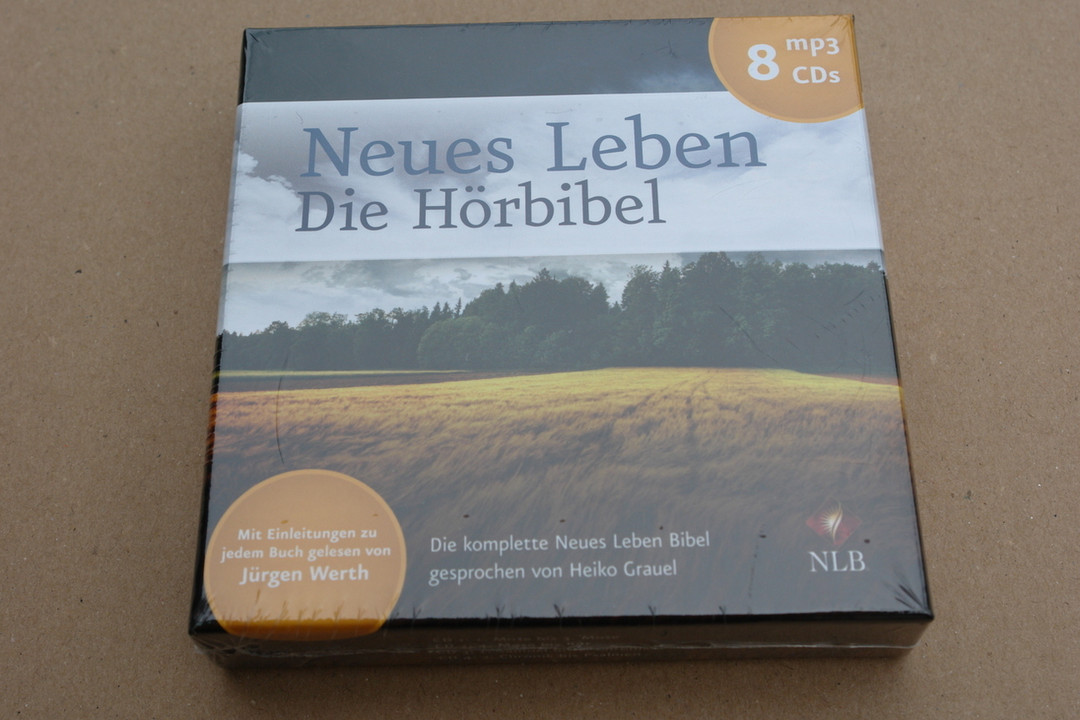 8 mp3
CDs
Neues Leben
Die Hörbibel
Mit Einleitungen zu
jedem Buch gelesen von
Jürgen Werth
Die komplette Neues Leben Bibel
gesprochen von Heiko Grauel
NLB